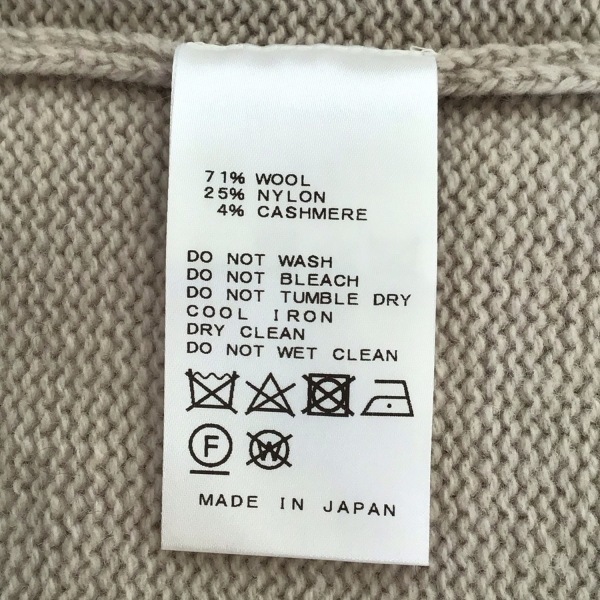 71% WOOL
25% NYLON
4% CASHMERE
DO NOT WASH
DO NOT BLEACH
DO NOT TUMBLE DRY
COOL IRON
DRY CLEAN
DO NOT WET CLEAN
F W
MADE IN JAPAN